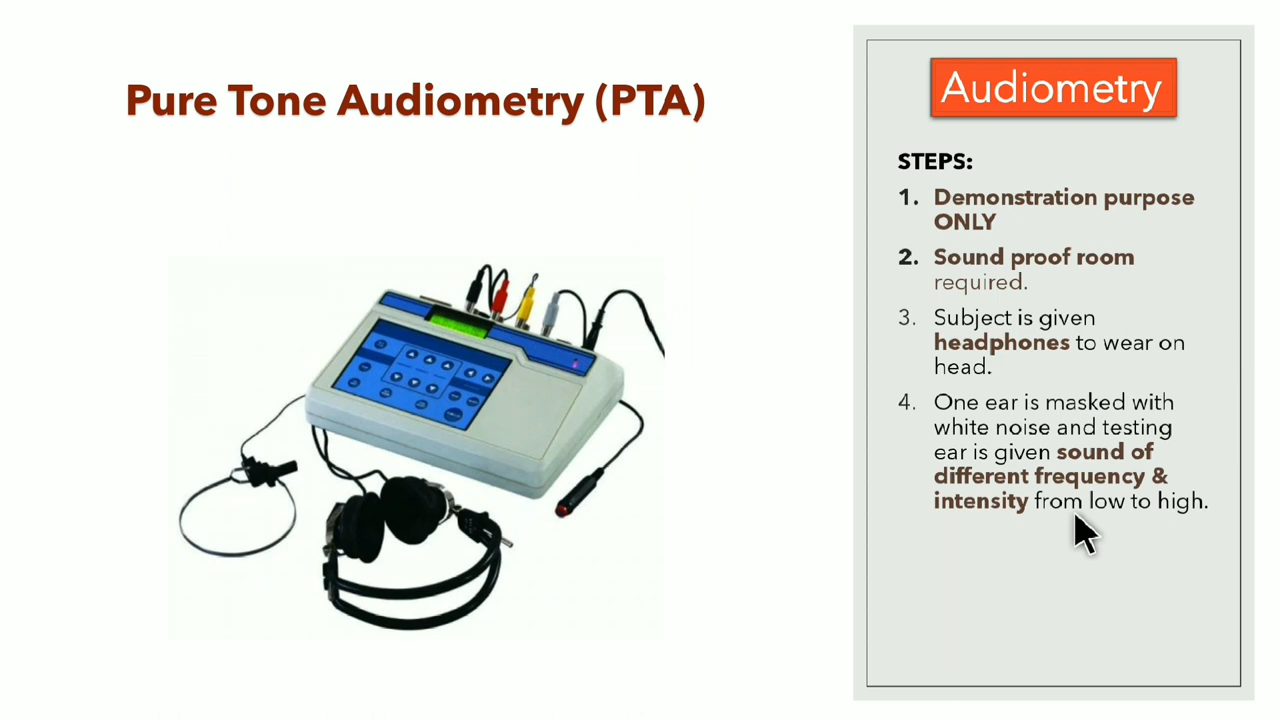 Pure Tone Audiometry (PTA)
Audiometry
STEPS:
1. Demonstration purpose
ONLY
2. Sound proof room
required.
3. Subject is given
headphones to wear on
head.
4. One ear is masked with
white noise and testing
ear is given sound of
different frequency &
intensity from low to high.